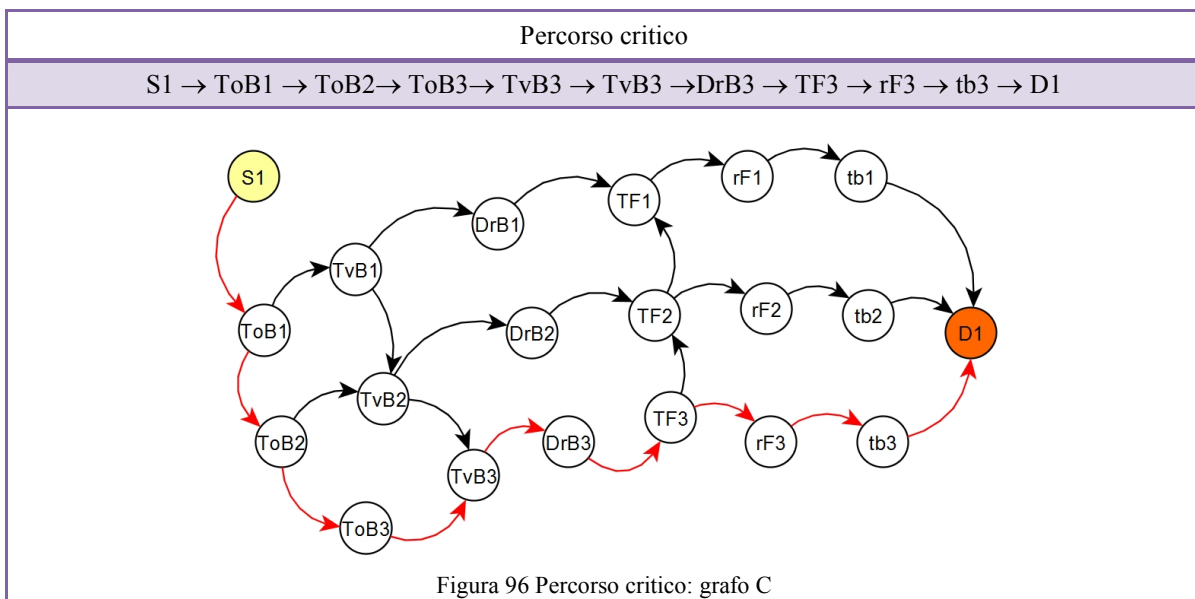 Percorso critico
S1 → ToB1 → ToB2→ ToB3→ TvB3 → TvB3 →DrB3 → TF3 → rF3 → tb3 → D1
S1
rF1
tb1
TF1
DrB1
TvB1
ToB1
DrB2
TF2
rF2
tb2
D1
TvB2
ToB2
TvB3
DrB3
TF3
rF3
tb3
ToB3
Figura 96 Percorso critico: grafo C